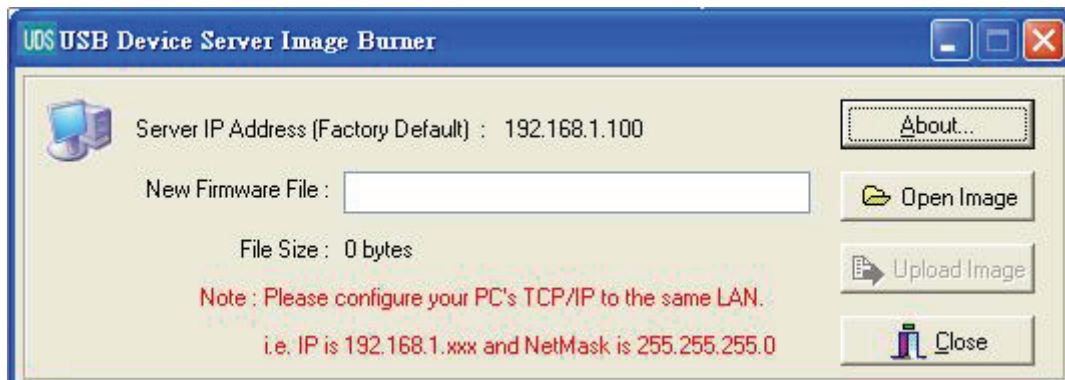 UDS USB Device Server Image Burner
Server IP Address (Factory Default) : 192.168.1.100
About...
New Firmware File :
Open Image
File Size : 0 bytes
Upload Image
Note : Please configure your PC's TCP/IP to the same LAN.
i.e. IP is 192.168.1.xxx and NetMask is 255.255.255.0
Close